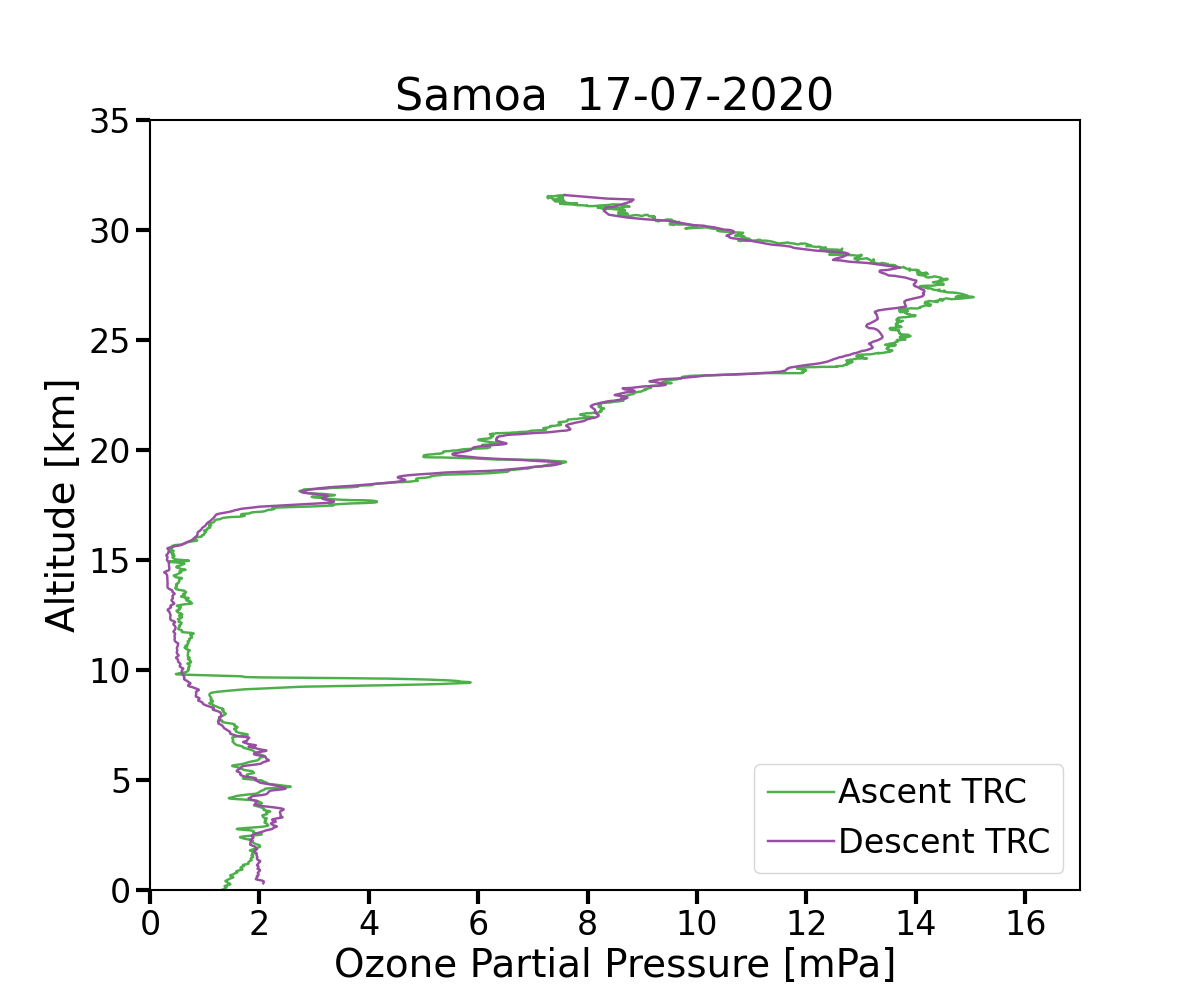 Samoa  17-07-2020
35
30
25
20
15
10
5
0
Altitude [km]
0 2 4 6 8 10 12 14 16
Ozone Partial Pressure [mPa]
Ascent TRC
Descent TRC